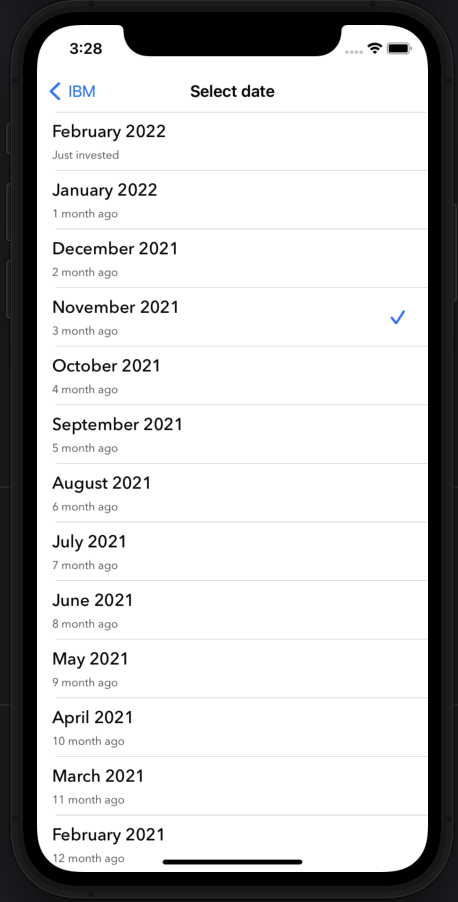 3:28
IBM
Select date
February 2022
Just invested
January 2022
1 month ago
December 2021
2 month ago
November 2021
3 month ago
October 2021
4 month ago
September 2021
5 month ago
August 2021
6 month ago
July 2021
7 month ago
June 2021
8 month ago
May 2021
9 month ago
April 2021
10 month ago
March 2021
11 month ago
February 2021
12 month ago